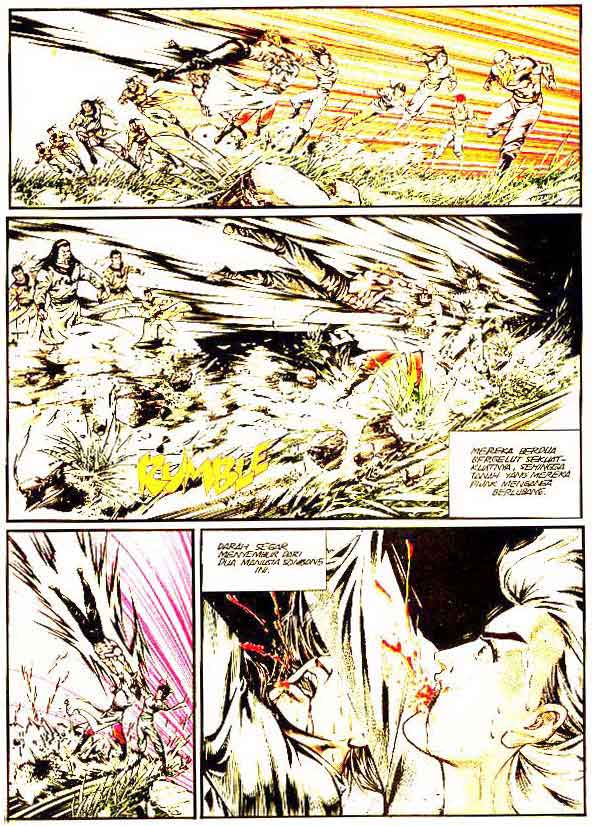 RUMBLE
MEREKA BERDUA
BERGELUT SEKUAT-
KUATNYA, SEHINGGA
TANAH YANG MEREKA
PIJAK MENGANGA
BERLUBANG.
DARAH SEGAR
MENYEMBUR DARI
DUA MANUSIA SOMBONG
INI.